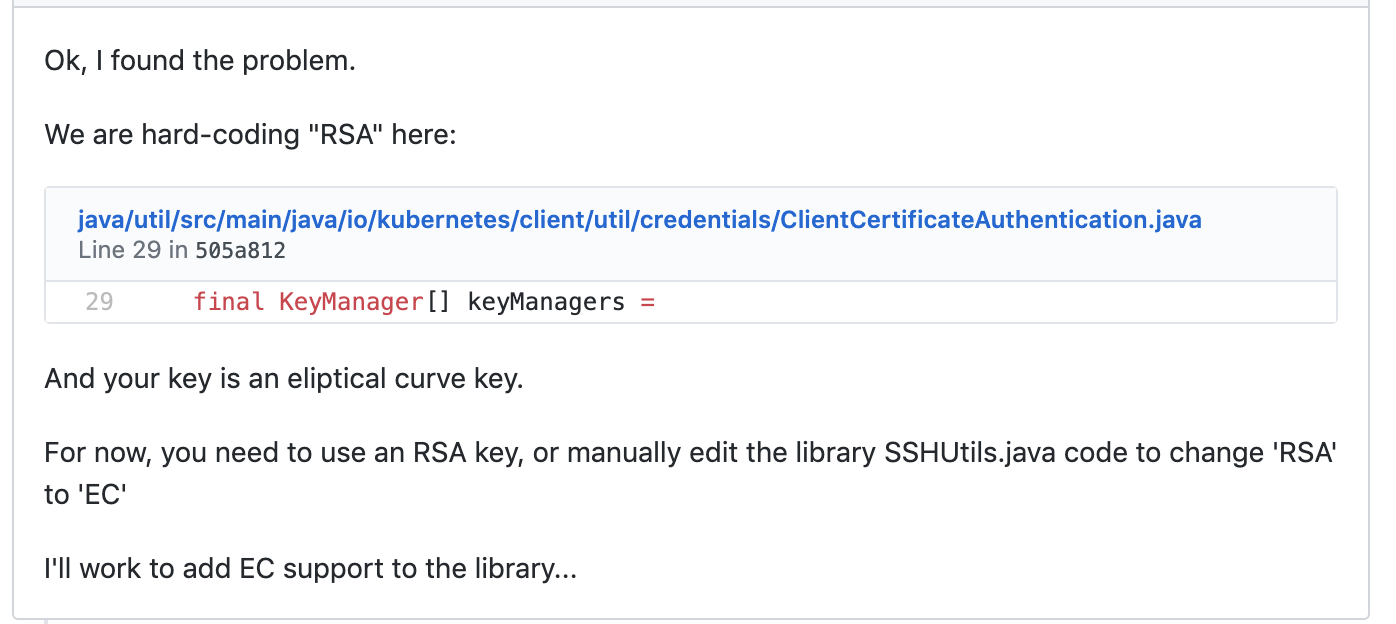 Ok, I found the problem.
We are hard-coding "RSA" here:
java/util/src/main/java/io/kubernetes/client/util/credentials/ClientCertificateAuthentication.java
Line 29 in 505a812
29 final KeyManager[] keyManagers =
And your key is an eliptical curve key.
For now, you need to use an RSA key, or manually edit the library SSHUtils.java code to change 'RSA'
to 'EC'
I'll work to add EC support to the library...